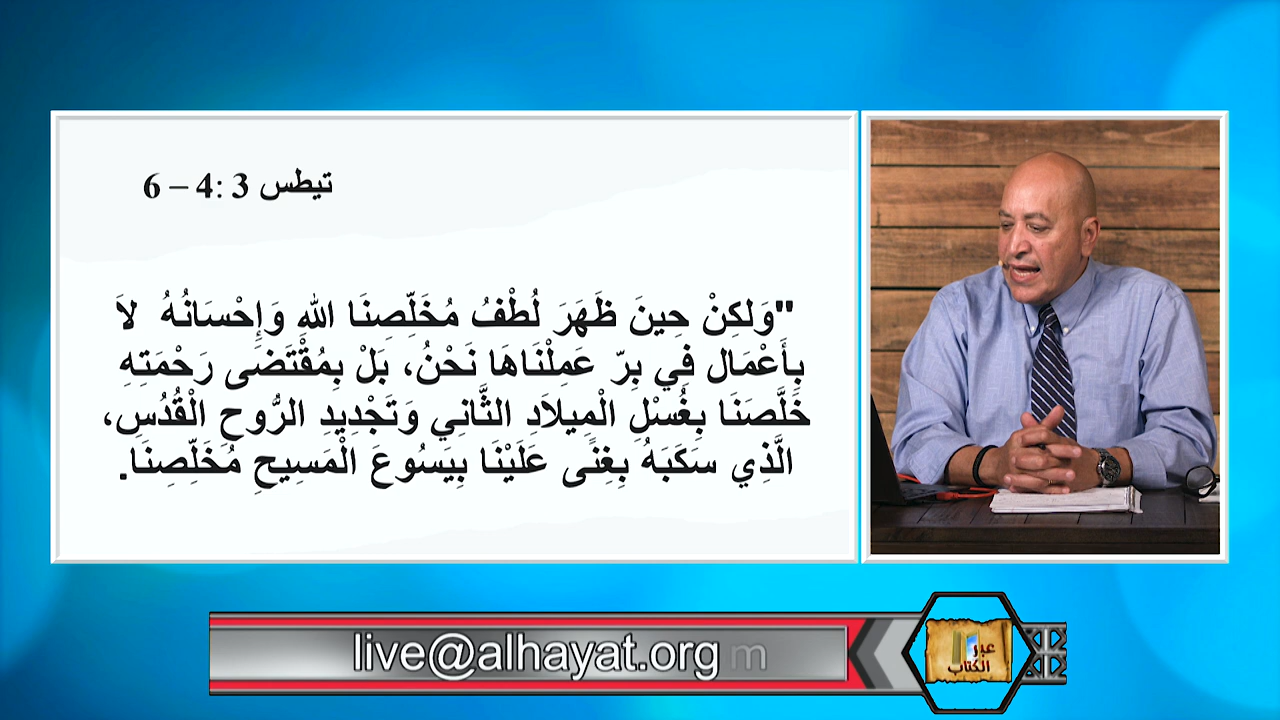 تيطس 3 :4 – 6
"وَلكِنْ حِينَ ظَهَرَ لُطْفُ مُخَلِّصِنَا اللهِ وَإِحْسَانُهُ لاَ
بِأَعْمَال فِي بِرّ عَمِلْنَاهَا نَحْنُ، بَلْ بِمُقْتَضَى رَحْمَتِهِ
خَلَّصَنَا بِغُسْلِ الْمِيلاَدِ الثَّانِي وَتَجْدِيدِ الرُّوحِ الْقُدُسِ،
الَّذِي سَكَبَهُ بِغِنًى عَلَيْنَا بِيَسُوعَ الْمَسِيحِ مُخَلِّصِنَا.
live@alhayat.org m
عبر
الكتاب